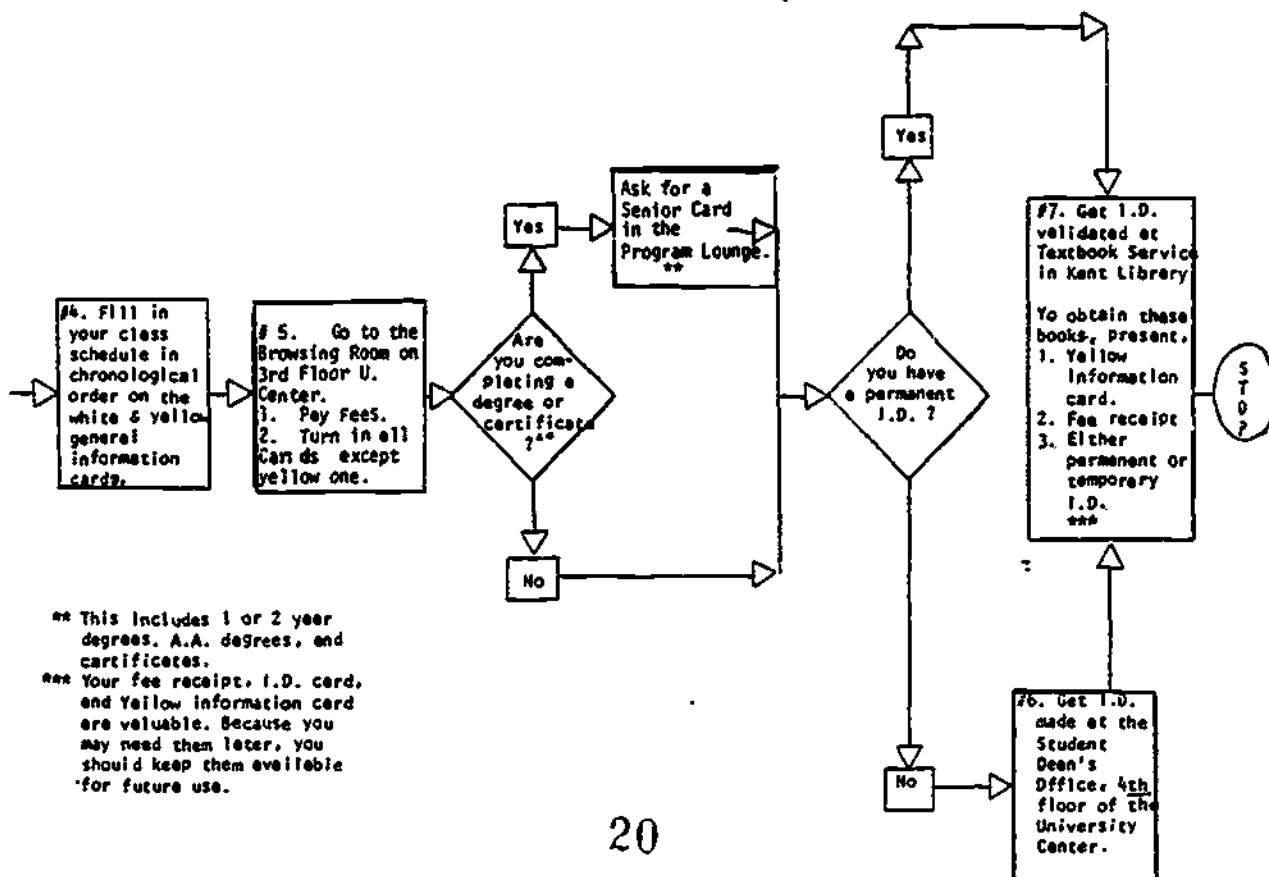 #4. Fill in
your class
schedule in
chronological
order on the
white & yellow
general
information
cards.
# 5. Go to the
Browsing Room on
3rd Floor U.
Center.
1. Pay Fees.
2. Turn in all
Cards except
yellow one.
Are
you com-
pleting a
degree or
certificate
?**
Yes
Ask for a
Senior Card
in the
Program Lounge.
**
No
Do
you have
a permanent
I.D. ?
Yes
No
#6. Get I.D.
made at the
Student
Dean's
Office, 4th
floor of the
University
Center.
#7. Get I.D.
validated at
Textbook Service
in Kent Library
Yo obtain these
books, present,
1. Yellow
information
card.
2. Fee receipt
3. Either
permanent or
temporary
I.D.
***
STOP
** This includes 1 or 2 year
degrees, A.A. degrees, and
certificates.
*** Your fee receipt, I.D. card,
and Yellow information card
are valuable. Because you
may need them later, you
should keep them available
for future use.
20